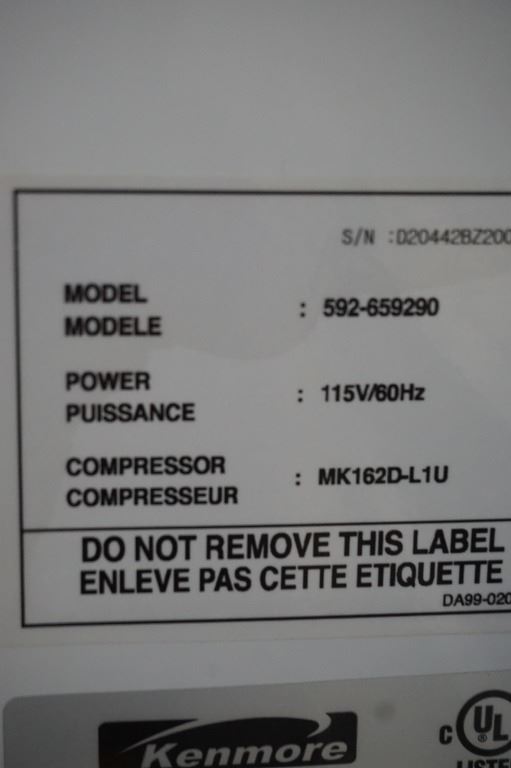 S/N :D20442BZ200
MODEL
MODELE
: 592-659290
POWER
PUISSANCE
: 115V/60Hz
COMPRESSOR
COMPRESSEUR
: MK162D-L1U
DO NOT REMOVE THIS LABEL
ENLEVE PAS CETTE ETIQUETTE
DA99-020
Kenmore
C UL ®
LISTE